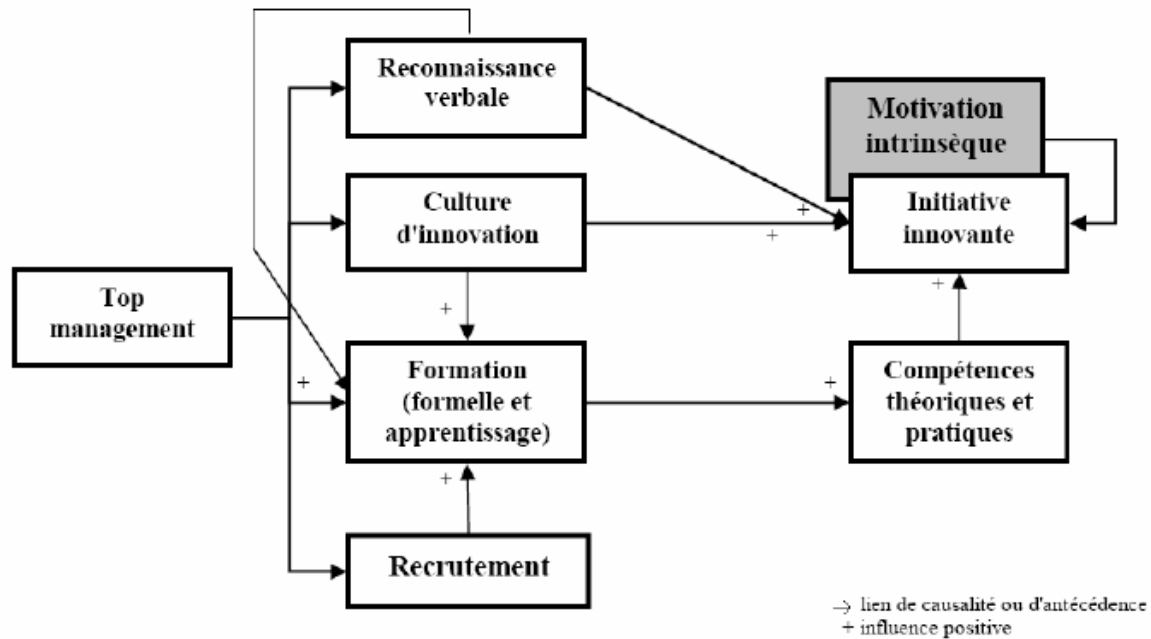 Reconnaissance
verbale
Motivation
intrinsèque
Culture
d'innovation
+
+
Initiative
innovante
Top
management
+
+
+
Formation
(formelle et
apprentissage)
+
Compétences
théoriques et
pratiques
+
Recrutement
→ lien de causalité ou d'antécédence
+ influence positive